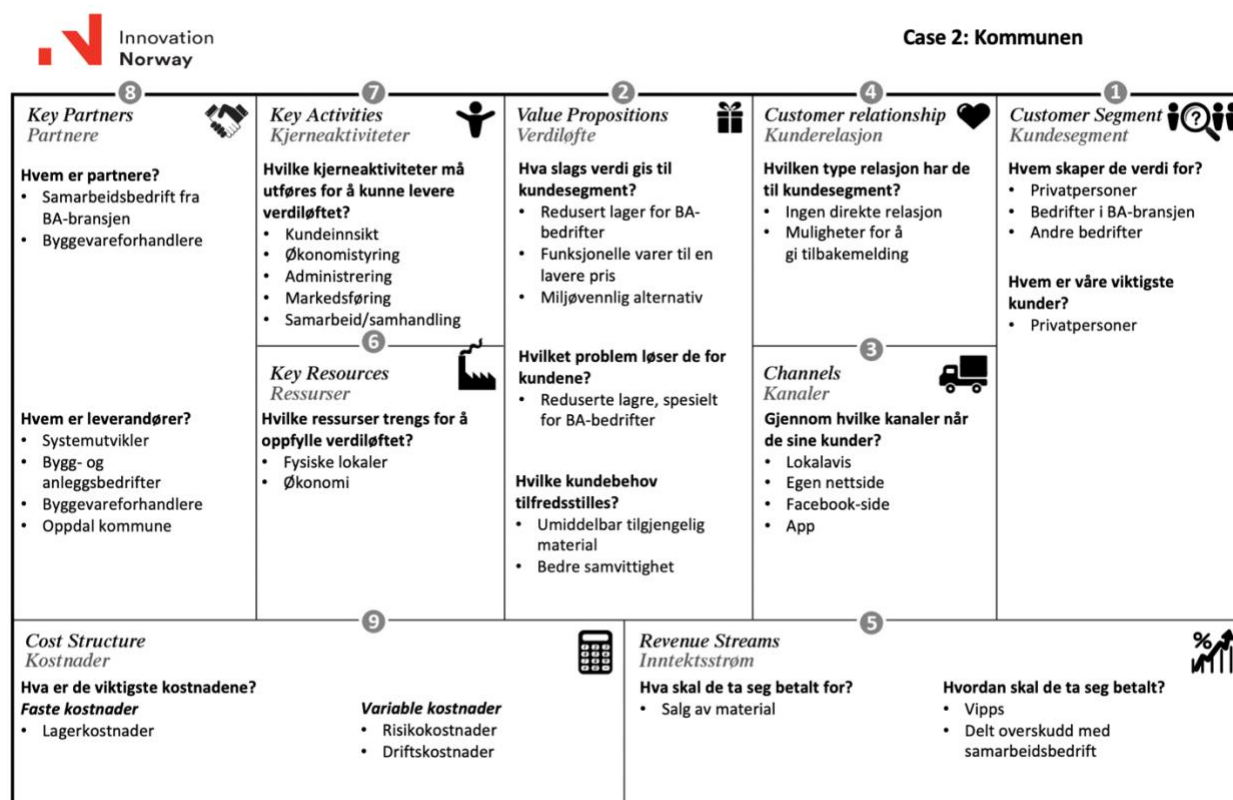 Innovation
Norway
Case 2: Kommunen
8
Key Partners
Partnere
Hvem er partnere?
• Samarbeidsbedrift fra
BA-bransjen
• Byggevareforhandlere
Hvem er leverandører?
• Systemutvikler
• Bygg- og
anleggsbedrifter
• Byggevareforhandlere
• Oppdal kommune
7
Key Activities
Kjerneaktiviteter
Hvilke kjerneaktiviteter må
utføres for å kunne levere
verdiløftet?
• Kundeinnsikt
• Økonomistyring
• Administrering
• Markedsføring
• Samarbeid/samhandling
6
Key Resources
Ressurser
Hvilke ressurser trengs for å
oppfylle verdiløftet?
• Fysiske lokaler
• Økonomi
2
Value Propositions
Verdiløfte
Hva slags verdi gis til
kundesegment?
• Redusert lager for BA-
bedrifter
• Funksjonelle varer til en
lavere pris
• Miljøvennlig alternativ
Hvilket problem løser de for
kundene?
• Reduserte lagre, spesielt
for BA-bedrifter
Hvilke kundebehov
tilfredsstilles?
• Umiddelbar tilgjengelig
material
• Bedre samvittighet
4
Customer relationship
Kunderelasjon
Hvilken type relasjon har de
til kundesegment?
• Ingen direkte relasjon
• Muligheter for å
gi tilbakemelding
3
Channels
Kanaler
Gjennom hvilke kanaler når
de sine kunder?
• Lokalavis
• Egen nettside
• Facebook-side
• App
1
Customer Segment
Kundesegment
?
Hvem skaper de verdi for?
• Privatpersoner
• Bedrifter i BA-bransjen
• Andre bedrifter
Hvem er våre viktigste
kunder?
• Privatpersoner
9
Cost Structure
Kostnader
Hva er de viktigste kostnadene?
Faste kostnader
• Lagerkostnader
Variable kostnader
• Risikokostnader
• Driftskostnader
5
Revenue Streams
Inntektsstrøm
%
Hva skal de ta seg betalt for?
• Salg av material
Hvordan skal de ta seg betalt?
• Vipps
• Delt overskudd med
samarbeidsbedrift